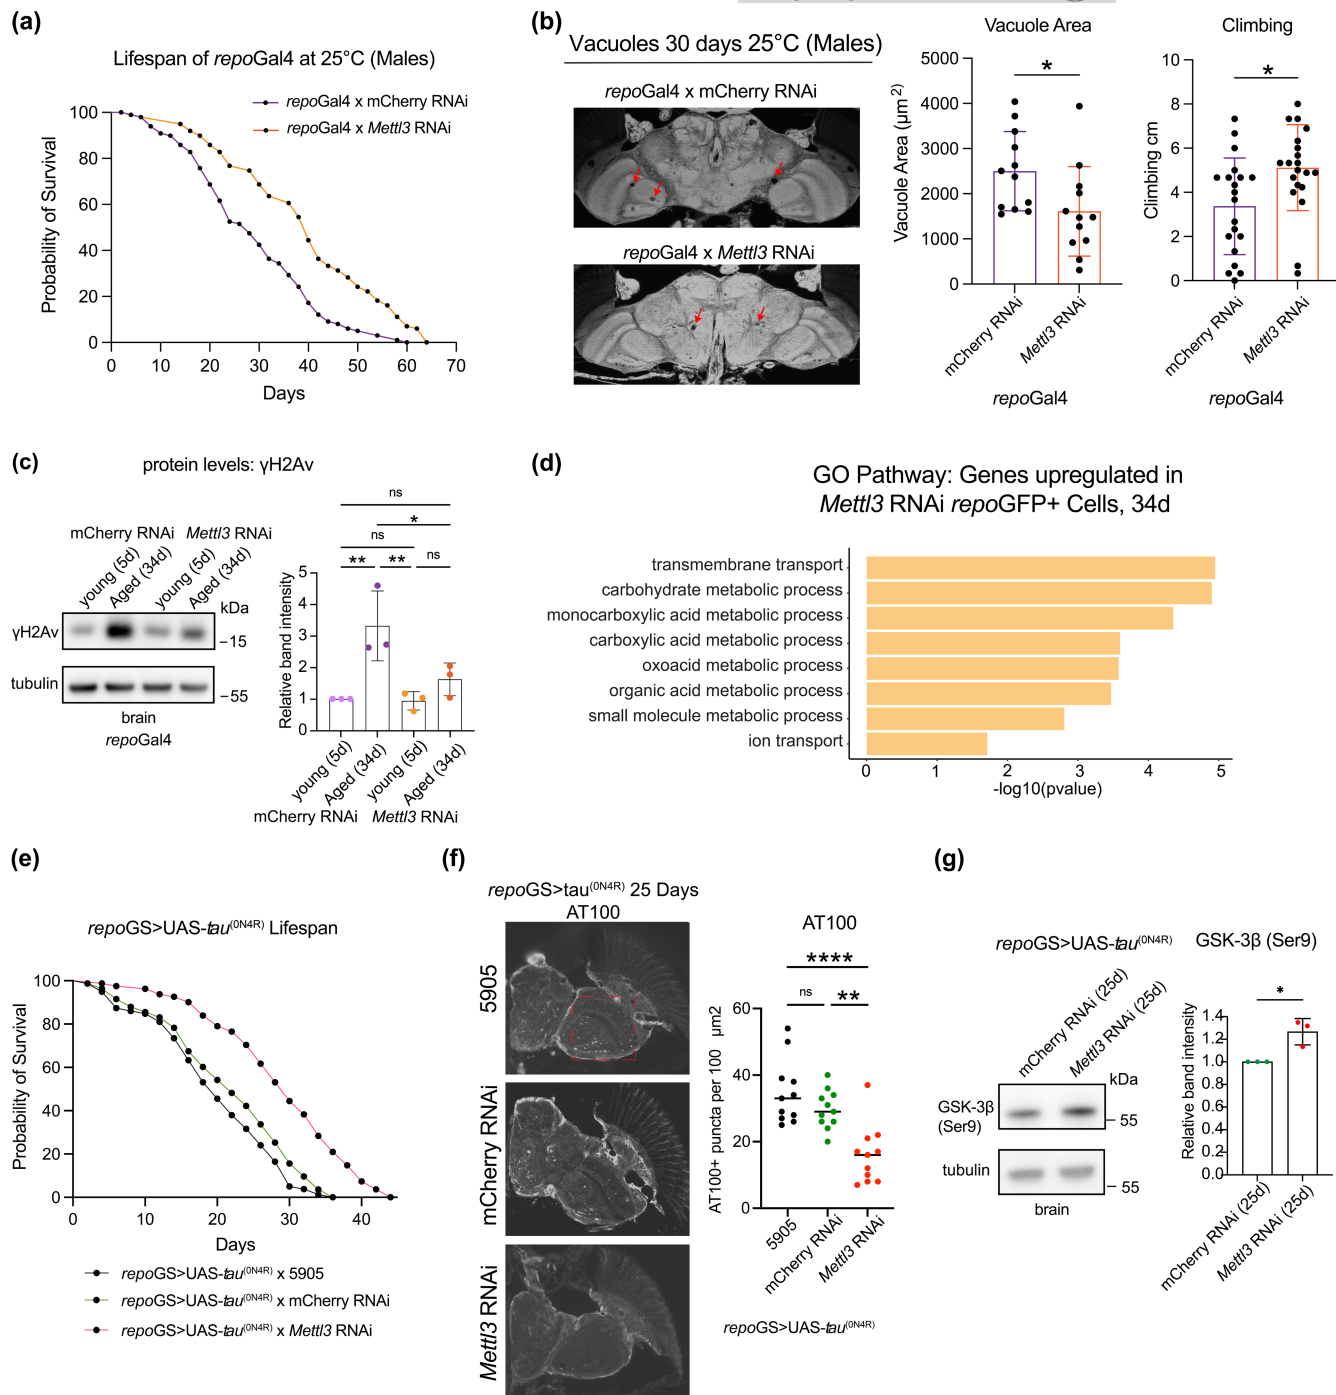 (a)
Lifespan of repoGal4 at 25°C (Males)
repoGal4 x mCherry RNAi
repoGal4 x Mettl3 RNAi
Probability of Survival
100
80
60
40
20
0
0 10 20 30 40 50 60 70
Days
(b)
Vacuoles 30 days 25°C (Males)
repoGal4 x mCherry RNAi
repoGal4 x Mettl3 RNAi
Vacuole Area
*
Vacuole Area (µm²)
5000
4000
3000
2000
1000
0
mCherry RNAi
Mettl3 RNAi
repoGal4
Climbing
*
Climbing cm
10
8
6
4
2
0
mCherry RNAi
Mettl3 RNAi
repoGal4
(c)
protein levels: γH2Av
mCherry RNAi Mettl3 RNAi
young (5d)
Aged (34d)
young (5d)
Aged (34d)
kDa
γH2Av
–15
tubulin
–55
brain
repoGal4
ns
*
ns
** ** ns
Relative band intensity
5
4
3
2
1
0
young (5d)
Aged (34d)
young (5d)
Aged (34d)
mCherry RNAi Mettl3 RNAi
(d)
GO Pathway: Genes upregulated in
Mettl3 RNAi repoGFP+ Cells, 34d
transmembrane transport
carbohydrate metabolic process
monocarboxylic acid metabolic process
carboxylic acid metabolic process
oxoacid metabolic process
organic acid metabolic process
small molecule metabolic process
ion transport
0 1 2 3 4 5
-log10(pvalue)
(e)
repoGS>UAS-tau(0N4R) Lifespan
Probability of Survival
100
80
60
40
20
0
0 10 20 30 40
Days
repoGS>UAS-tau(0N4R) x 5905
repoGS>UAS-tau(0N4R) x mCherry RNAi
repoGS>UAS-tau(0N4R) x Mettl3 RNAi
(f)
repoGS>tau(0N4R) 25 Days
AT100
5905
mCherry RNAi
Mettl3 RNAi
AT100
****
ns **
AT100+ puncta per 100 µm2
60
40
20
0
5905
mCherry RNAi
Mettl3 RNAi
repoGS>UAS-tau(0N4R)
(g)
repoGS>UAS-tau(0N4R)
mCherry RNAi (25d)
Mettl3 RNAi (25d)
kDa
GSK-3β
(Ser9)
– 55
tubulin
– 55
brain
GSK-3β (Ser9)
*
Relative band intensity
1.4
1.2
1.0
0.8
0.6
0.4
0.2
0.0
mCherry RNAi (25d)
Mettl3 RNAi (25d)